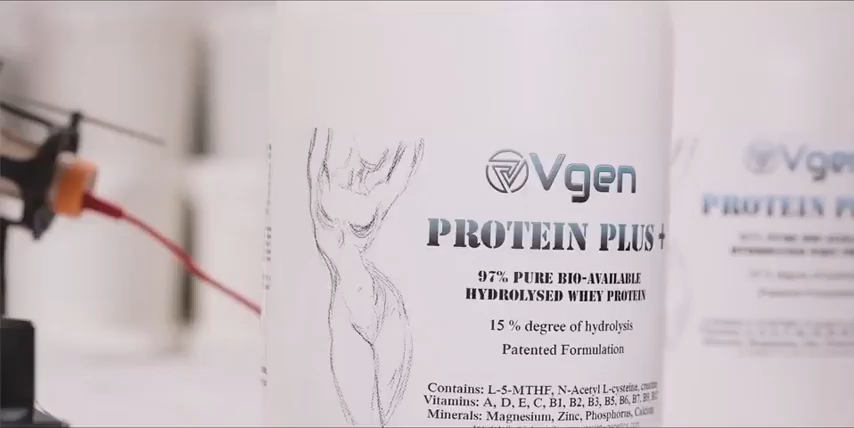 Vgen
PROTEIN PLUS +
97% PURE BIO-AVAILABLE
HYDROLYSED WHEY PROTEIN
15 % degree of hydrolysis
Patented Formulation
Contains: L-5-MTHF, N-Acetyl L-cysteine,
Vitamins: A, D, E, C, B1, B2, B3, B5, B6, B7, B9,
Minerals: Magnesium, Zinc, Phosphorus,
Vgen
PROTEIN